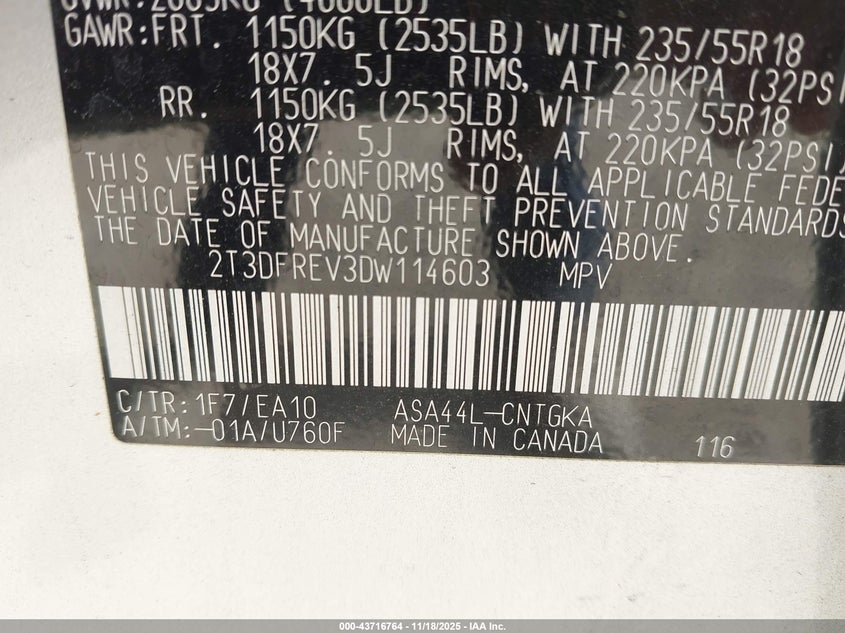 GVWR:2085KG (4600LB)
GAWR:FRT. 1150KG (2535LB) WITH 235/55R18
18X7.5J RIMS, AT 220KPA (32PSI
RR. 1150KG (2535LB) WITH 235/55R18
18X7.5J RIMS, AT 220KPA (32PSI)
THIS VEHICLE CONFORMS TO ALL APPLICABLE FEDE
VEHICLE SAFETY AND THEFT PREVENTION STANDARDS
THE DATE OF MANUFACTURE SHOWN ABOVE.
2T3DFREV3DW114603 MPV
C/TR:1F7/EA10 ASA44L-CNTGKA
A/TM:-01A/U760F MADE IN CANADA 116
000-43716764 - 11/18/2025 - IAA Inc.